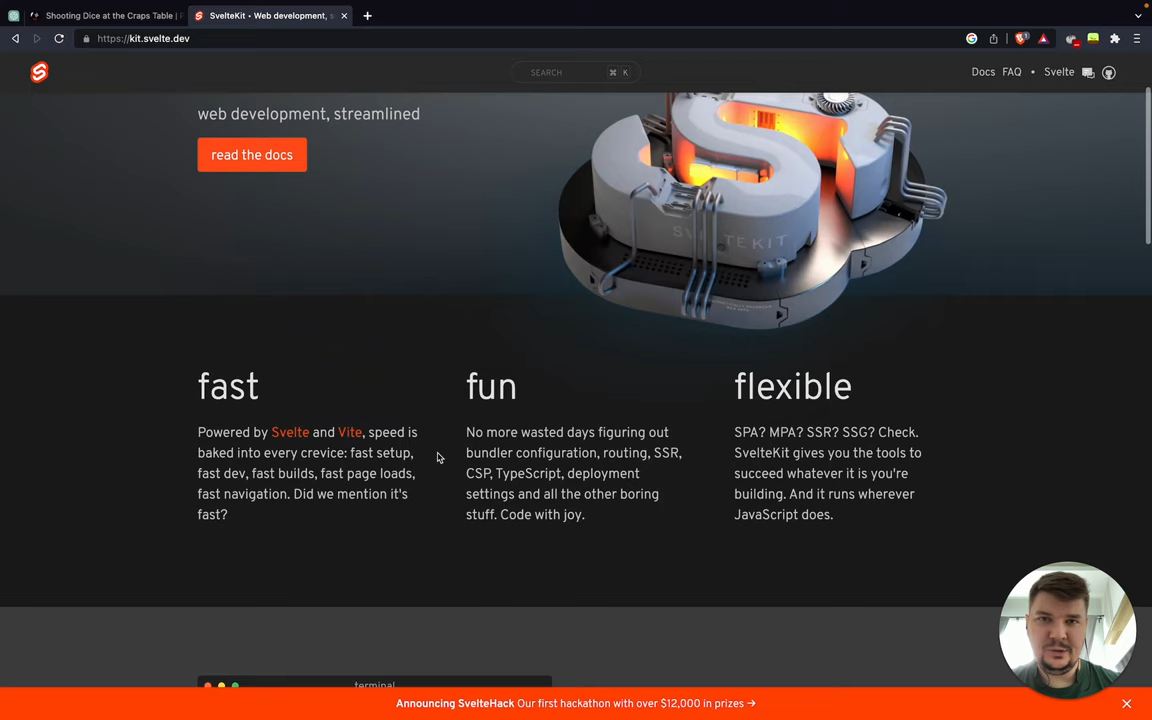 Shooting Dice at the Craps Table |
SvelteKit • Web development, s
https://kit.svelte.dev
SEARCH ⌘ K
Docs FAQ • Svelte
web development, streamlined
read the docs
SVELTEKIT
fast
Powered by Svelte and Vite, speed is
baked into every crevice: fast setup,
fast dev, fast builds, fast page loads,
fast navigation. Did we mention it's
fast?
fun
No more wasted days figuring out
bundler configuration, routing, SSR,
CSP, TypeScript, deployment
settings and all the other boring
stuff. Code with joy.
flexible
SPA? MPA? SSR? SSG? Check.
SvelteKit gives you the tools to
succeed whatever it is you're
building. And it runs wherever
JavaScript does.
terminal
Announcing SvelteHack Our first hackathon with over $12,000 in prizes →